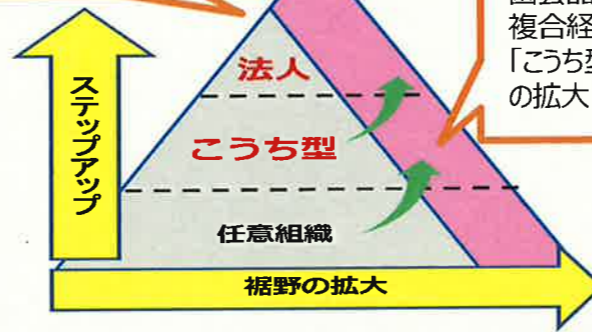 複合経
「こうち型
の拡大
法人
こうち型
任意組織
ステップアップ
裾野の拡大